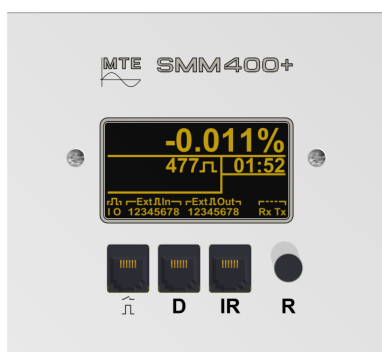 MTE SMM400+
-0.011%
477 01:52
Ext In Ext Out
I O 12345678 12345678 Rx Tx
D IR R